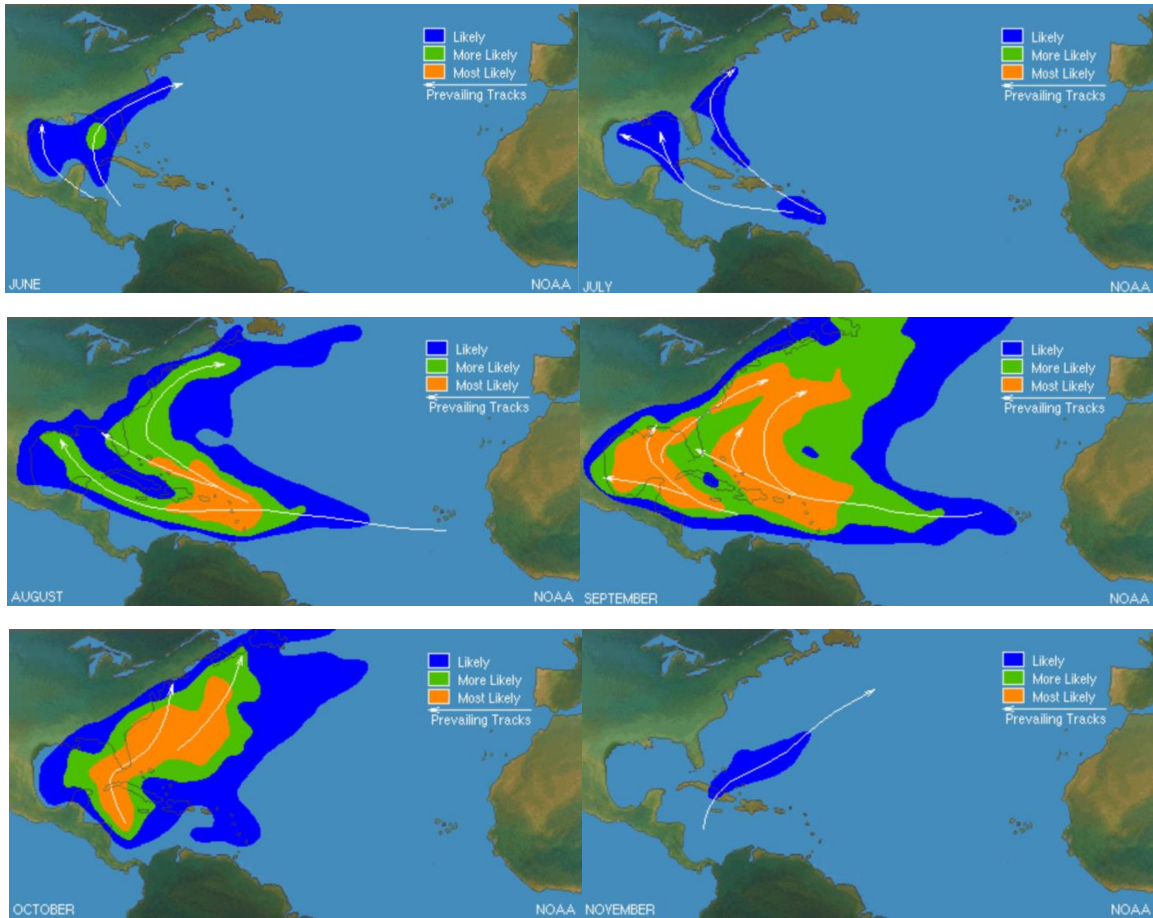 Likely
More Likely
Most Likely
Prevailing Tracks
JUNE
NOAA
Likely
More Likely
Most Likely
Prevailing Tracks
JULY
NOAA
Likely
More Likely
Most Likely
Prevailing Tracks
AUGUST
NOAA
Likely
More Likely
Most Likely
Prevailing Tracks
SEPTEMBER
NOAA
Likely
More Likely
Most Likely
Prevailing Tracks
OCTOBER
NOAA
Likely
More Likely
Most Likely
Prevailing Tracks
NOVEMBER
NOAA